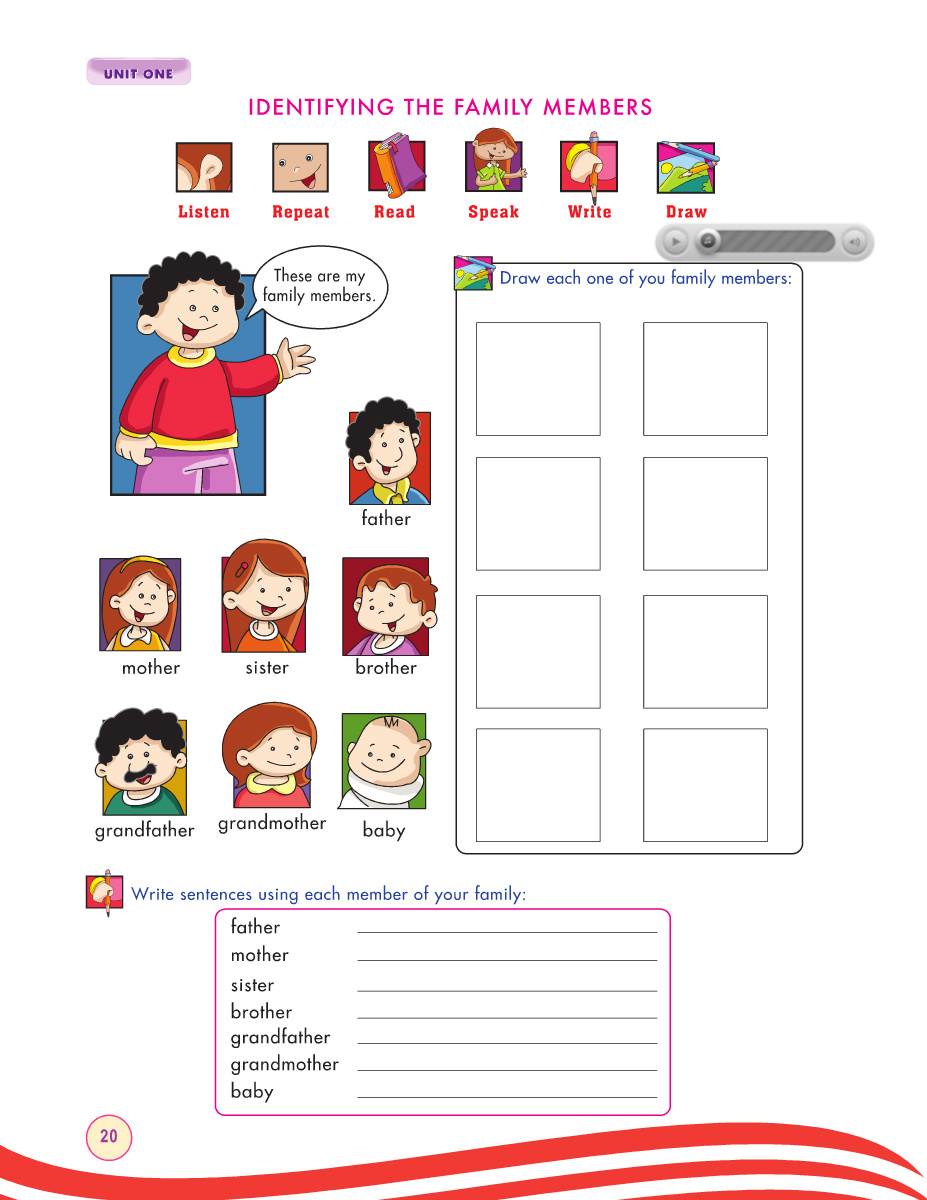 UNIT ONE
IDENTIFYING THE FAMILY MEMBERS
Listen
Repeat
Read
Speak
Write
Draw
These are my
family members.
father
mother
sister
brother
grandfather
grandmother
baby
Draw each one of you family members:
Write sentences using each member of your family:
father
mother
sister
brother
grandfather
grandmother
baby
20